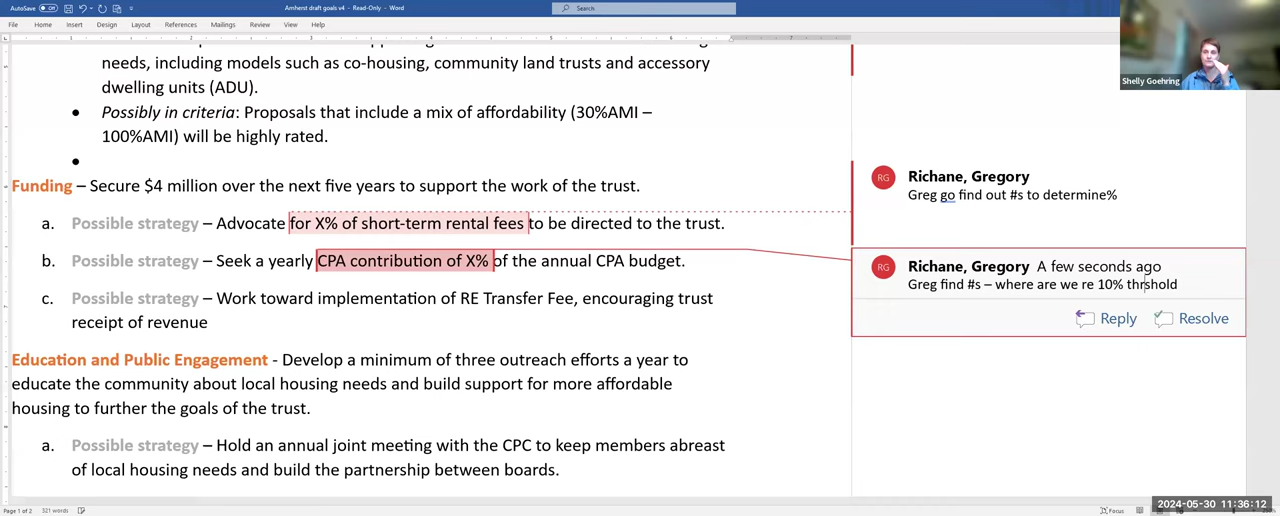 AutoSave Off Amherst draft goals v4 - Read-Only - Word Search
File Home Insert Design Layout References Mailings Review View Help
needs, including models such as co-housing, community land trusts and accessory
dwelling units (ADU).
• Possibly in criteria: Proposals that include a mix of affordability (30%AMI –
100%AMI) will be highly rated.
•
Funding – Secure $4 million over the next five years to support the work of the trust.
a. Possible strategy – Advocate for X% of short-term rental fees to be directed to the trust.
b. Possible strategy – Seek a yearly CPA contribution of X% of the annual CPA budget.
c. Possible strategy – Work toward implementation of RE Transfer Fee, encouraging trust
receipt of revenue
Education and Public Engagement - Develop a minimum of three outreach efforts a year to
educate the community about local housing needs and build support for more affordable
housing to further the goals of the trust.
a. Possible strategy – Hold an annual joint meeting with the CPC to keep members abreast
of local housing needs and build the partnership between boards.
Shelly Goehring
RG Richane, Gregory
Greg go find out #s to determine%
RG Richane, Gregory A few seconds ago
Greg find #s – where are we re 10% thrshold
Reply Resolve
Page 1 of 2 321 words Focus
2024-05-30 11:36:12